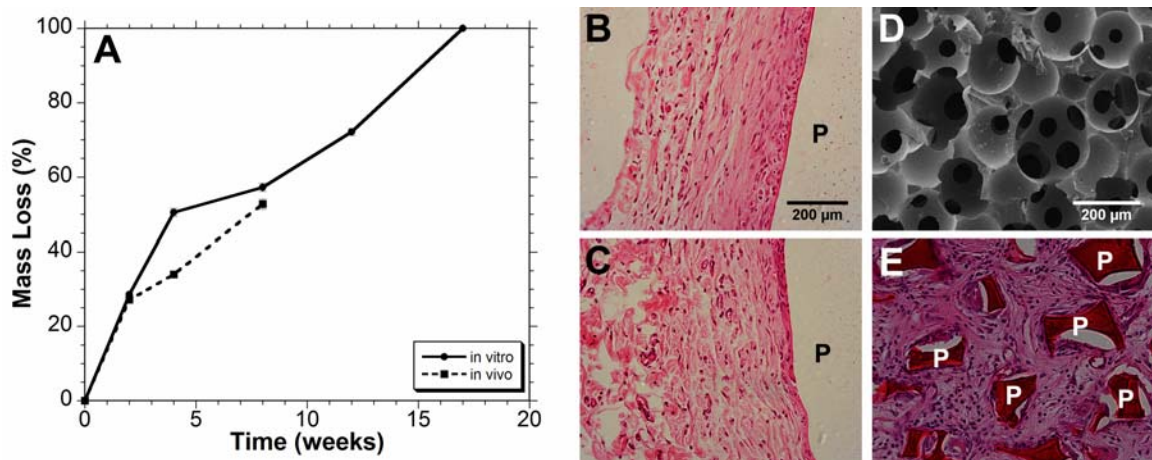 A
Mass Loss (%)
100
80
60
40
20
0
0 5 10 15 20
Time (weeks)
in vitro
in vivo
B
P
200 µm
C
P
D
200 µm
E
P
P
P
P
P